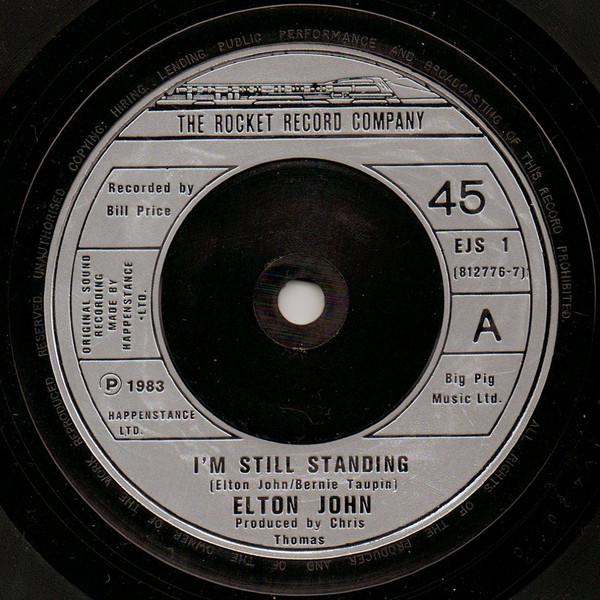 THE ROCKET RECORD COMPANY
Recorded by
Bill Price
45
EJS 1
(812776-7)
ORIGINAL SOUND
RECORDING
MADE BY
HAPPENSTANCE
LTD.
A
℗ 1983
HAPPENSTANCE
LTD.
Big Pig
Music Ltd.
I'M STILL STANDING
(Elton John/Bernie Taupin)
ELTON JOHN
Produced by Chris
Thomas
ALL RIGHTS OF THE PRODUCER AND OF THE OWNER OF THE WORK REPRODUCED RESERVED. UNAUTHORISED COPYING, HIRING, LENDING PUBLIC PERFORMANCE AND BROADCASTING OF THIS RECORD PROHIBITED.